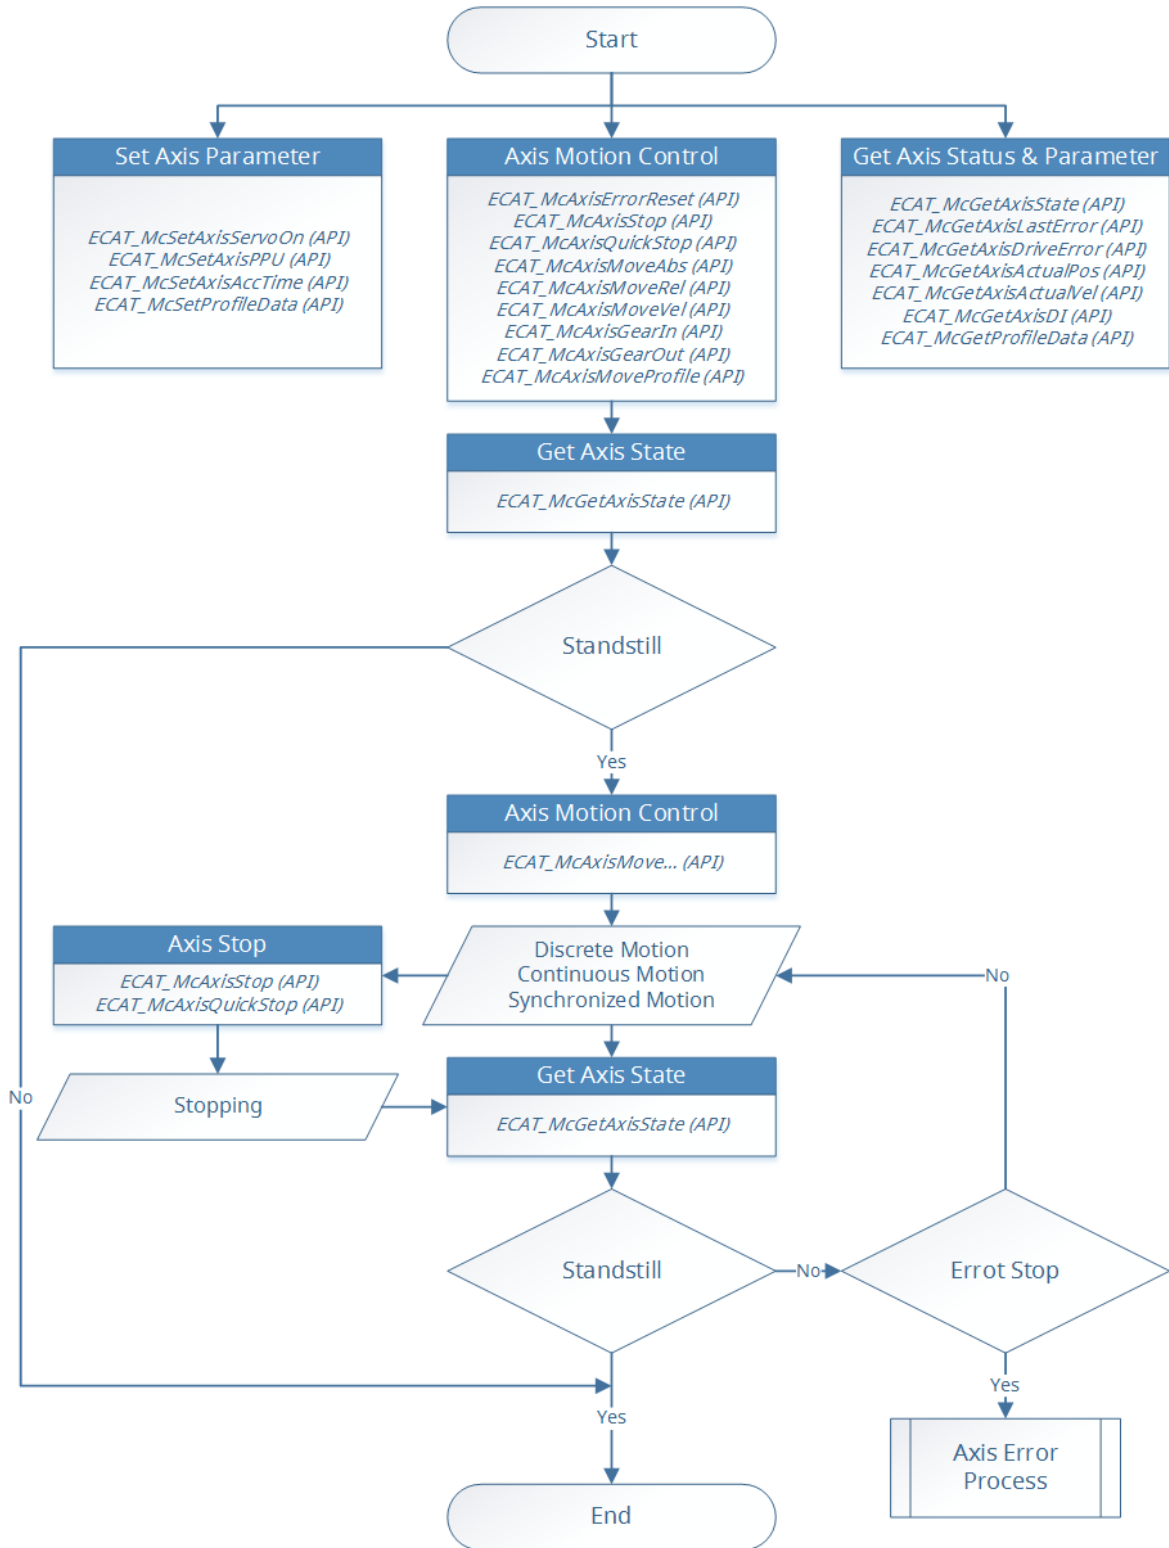 Start
Set Axis Parameter
ECAT_McSetAxisServoOn (API)
ECAT_McSetAxisPPU (API)
ECAT_McSetAxisAccTime (API)
ECAT_McSetProfileData (API)
Axis Motion Control
ECAT_McAxisErrorReset (API)
ECAT_McAxisStop (API)
ECAT_McAxisQuickStop (API)
ECAT_McAxisMoveAbs (API)
ECAT_McAxisMoveRel (API)
ECAT_McAxisMoveVel (API)
ECAT_McAxisGearIn (API)
ECAT_McAxisGearOut (API)
ECAT_McAxisMoveProfile (API)
Get Axis Status & Parameter
ECAT_McGetAxisState (API)
ECAT_McGetAxisLastError (API)
ECAT_McGetAxisDriveError (API)
ECAT_McGetAxisActualPos (API)
ECAT_McGetAxisActualVel (API)
ECAT_McGetAxisDI (API)
ECAT_McGetProfileData (API)
Get Axis State
ECAT_McGetAxisState (API)
Standstill
Yes
Axis Motion Control
ECAT_McAxisMove... (API)
Axis Stop
ECAT_McAxisStop (API)
ECAT_McAxisQuickStop (API)
Discrete Motion
Continuous Motion
Synchronized Motion
No
Get Axis State
ECAT_McGetAxisState (API)
No
Stopping
Standstill
No
Errot Stop
Yes
Yes
Axis Error
Process
End